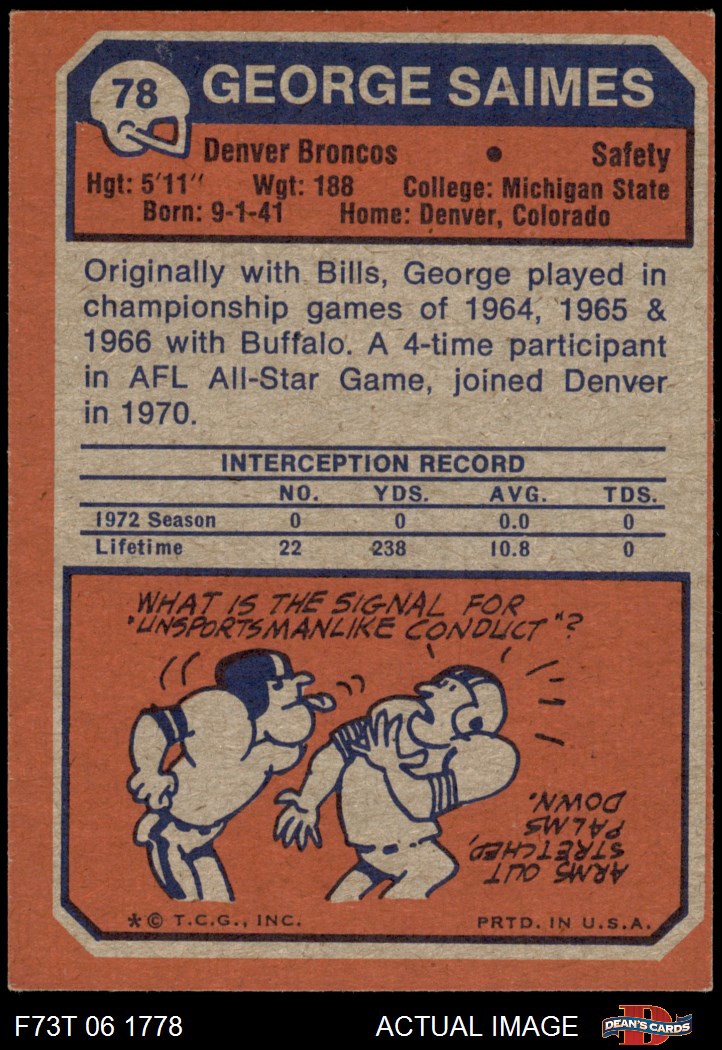 78
GEORGE SAIMES
Denver Broncos • Safety
Hgt: 5'11" Wgt: 188 College: Michigan State
Born: 9-1-41 Home: Denver, Colorado
Originally with Bills, George played in
championship games of 1964, 1965 &
1966 with Buffalo. A 4-time participant
in AFL All-Star Game, joined Denver
in 1970.
INTERCEPTION RECORD
NO. YDS. AVG. TDS.
1972 Season 0 0 0.0 0
Lifetime 22 238 10.8 0
WHAT IS THE SIGNAL FOR
"UNSPORTSMANLIKE CONDUCT"?
ARMS OUT
STRETCHED,
PALMS
DOWN.
* © T.C.G., INC. PRTD. IN U.S.A.
F73T 06 1778 ACTUAL IMAGE
D
DEAN'S CARDS